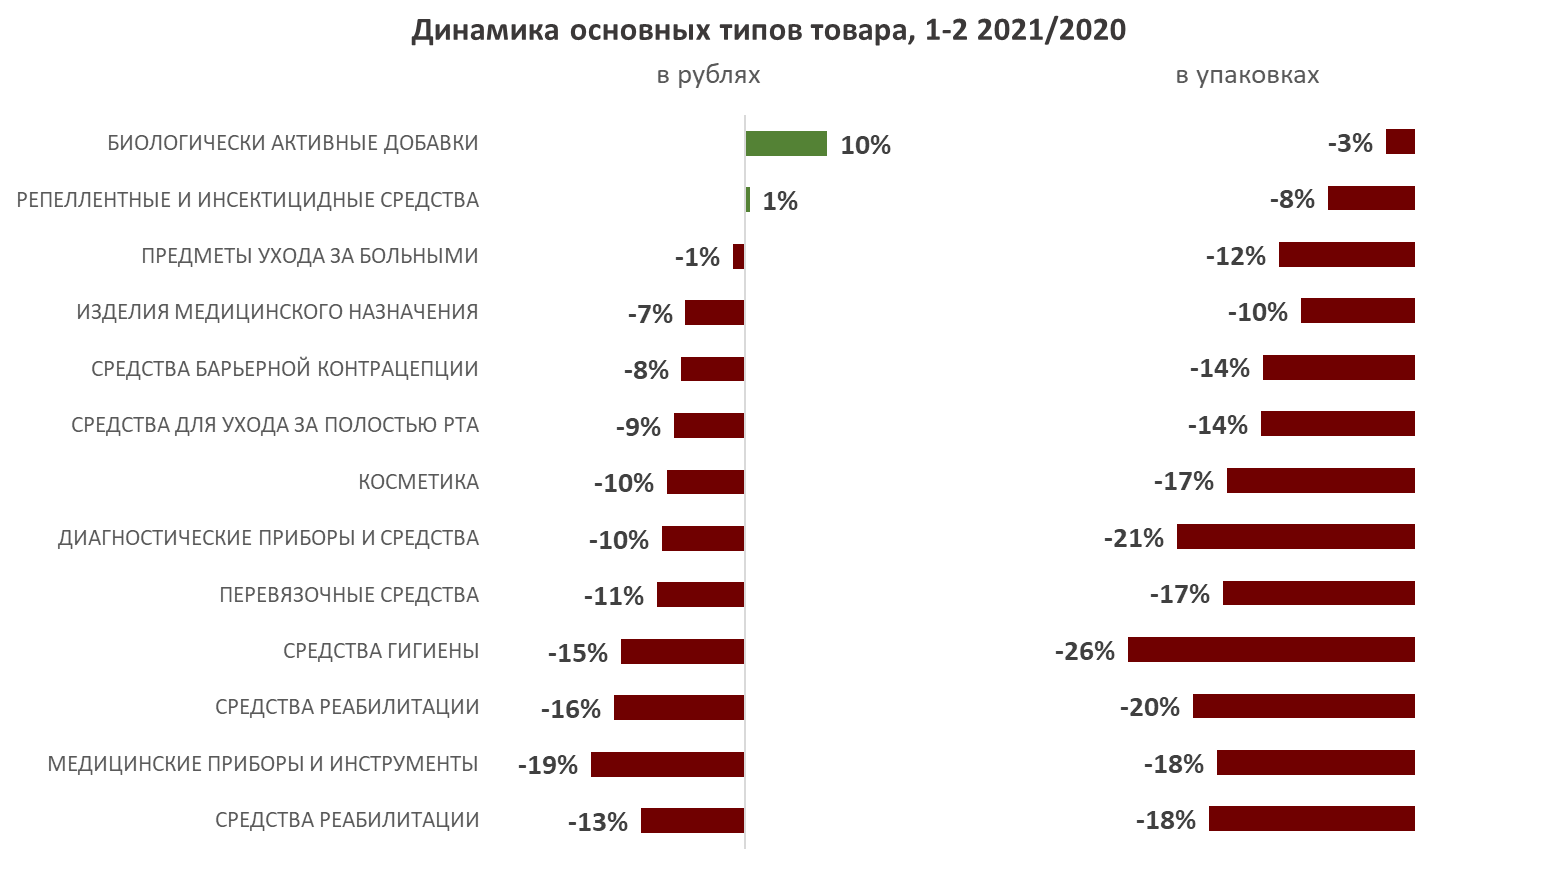 Динамика основных типов товара, 1-2 2021/2020
в рублях в упаковках
БИОЛОГИЧЕСКИ АКТИВНЫЕ ДОБАВКИ 10% -3%
РЕПЕЛЛЕНТНЫЕ И ИНСЕКТИЦИДНЫЕ СРЕДСТВА 1% -8%
ПРЕДМЕТЫ УХОДА ЗА БОЛЬНЫМИ -1% -12%
ИЗДЕЛИЯ МЕДИЦИНСКОГО НАЗНАЧЕНИЯ -7% -10%
СРЕДСТВА БАРЬЕРНОЙ КОНТРАЦЕПЦИИ -8% -14%
СРЕДСТВА ДЛЯ УХОДА ЗА ПОЛОСТЬЮ РТА -9% -14%
КОСМЕТИКА -10% -17%
ДИАГНОСТИЧЕСКИЕ ПРИБОРЫ И СРЕДСТВА -10% -21%
ПЕРЕВЯЗОЧНЫЕ СРЕДСТВА -11% -17%
СРЕДСТВА ГИГИЕНЫ -15% -26%
СРЕДСТВА РЕАБИЛИТАЦИИ -16% -20%
МЕДИЦИНСКИЕ ПРИБОРЫ И ИНСТРУМЕНТЫ -19% -18%
СРЕДСТВА РЕАБИЛИТАЦИИ -13% -18%